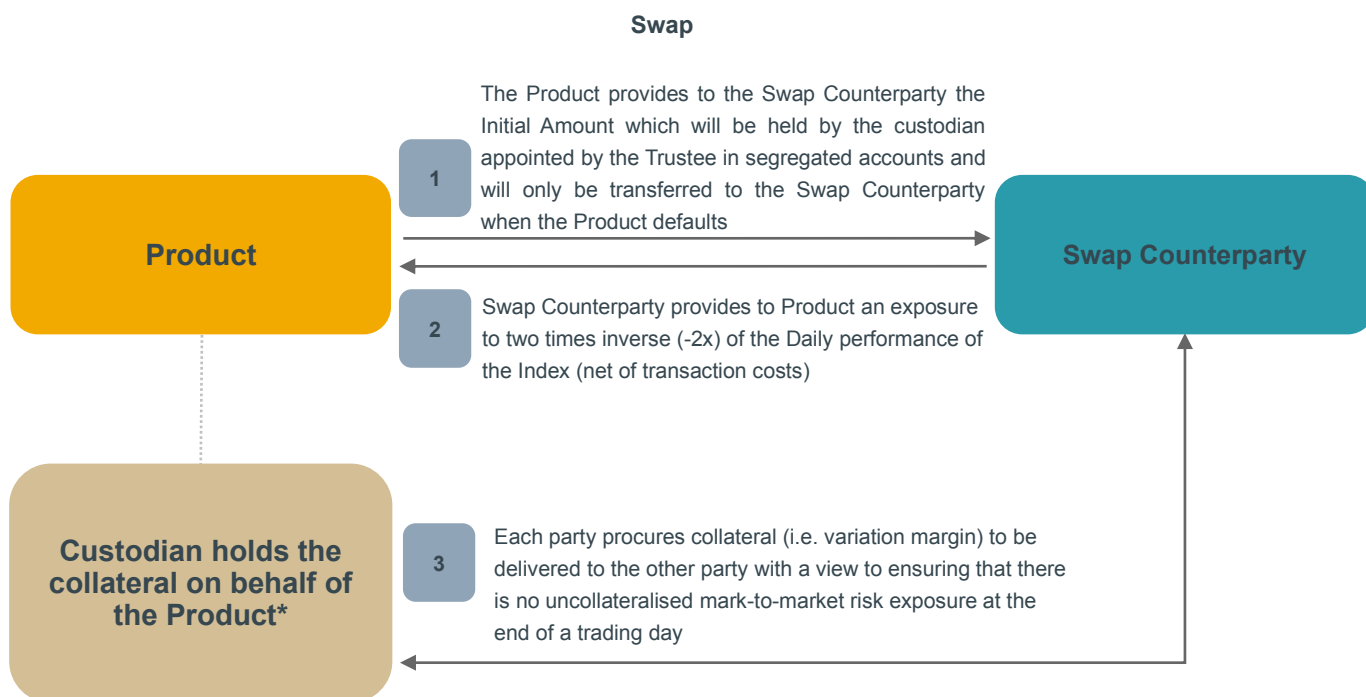 Swap
The Product provides to the Swap Counterparty the
Initial Amount which will be held by the custodian
appointed by the Trustee in segregated accounts and
will only be transferred to the Swap Counterparty
when the Product defaults
1
Product
Swap Counterparty
2
Swap Counterparty provides to Product an exposure
to two times inverse (-2x) of the Daily performance of
the Index (net of transaction costs)
Custodian holds the
collateral on behalf of
the Product*
3
Each party procures collateral (i.e. variation margin) to be
delivered to the other party with a view to ensuring that there
is no uncollateralised mark-to-market risk exposure at the
end of a trading day